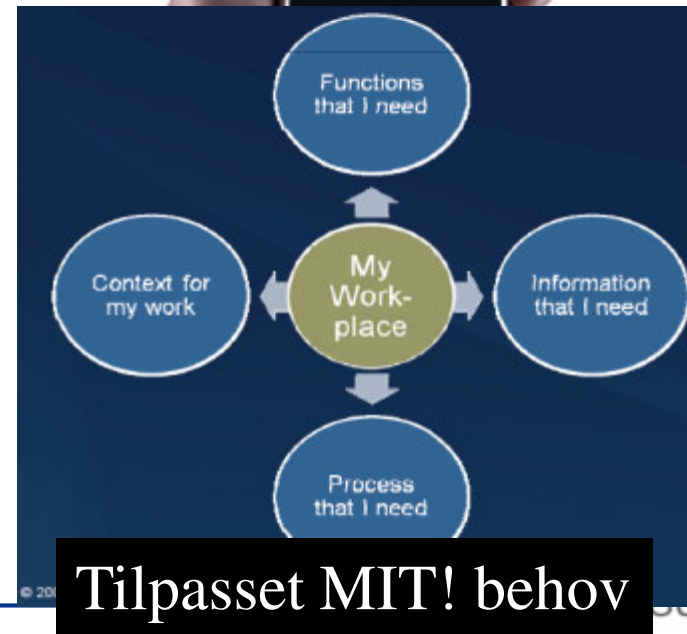 Functions
that I need
Context for
my work
My
Work-
place
Information
that I need
Process
that I need
Tilpasset MIT! behov